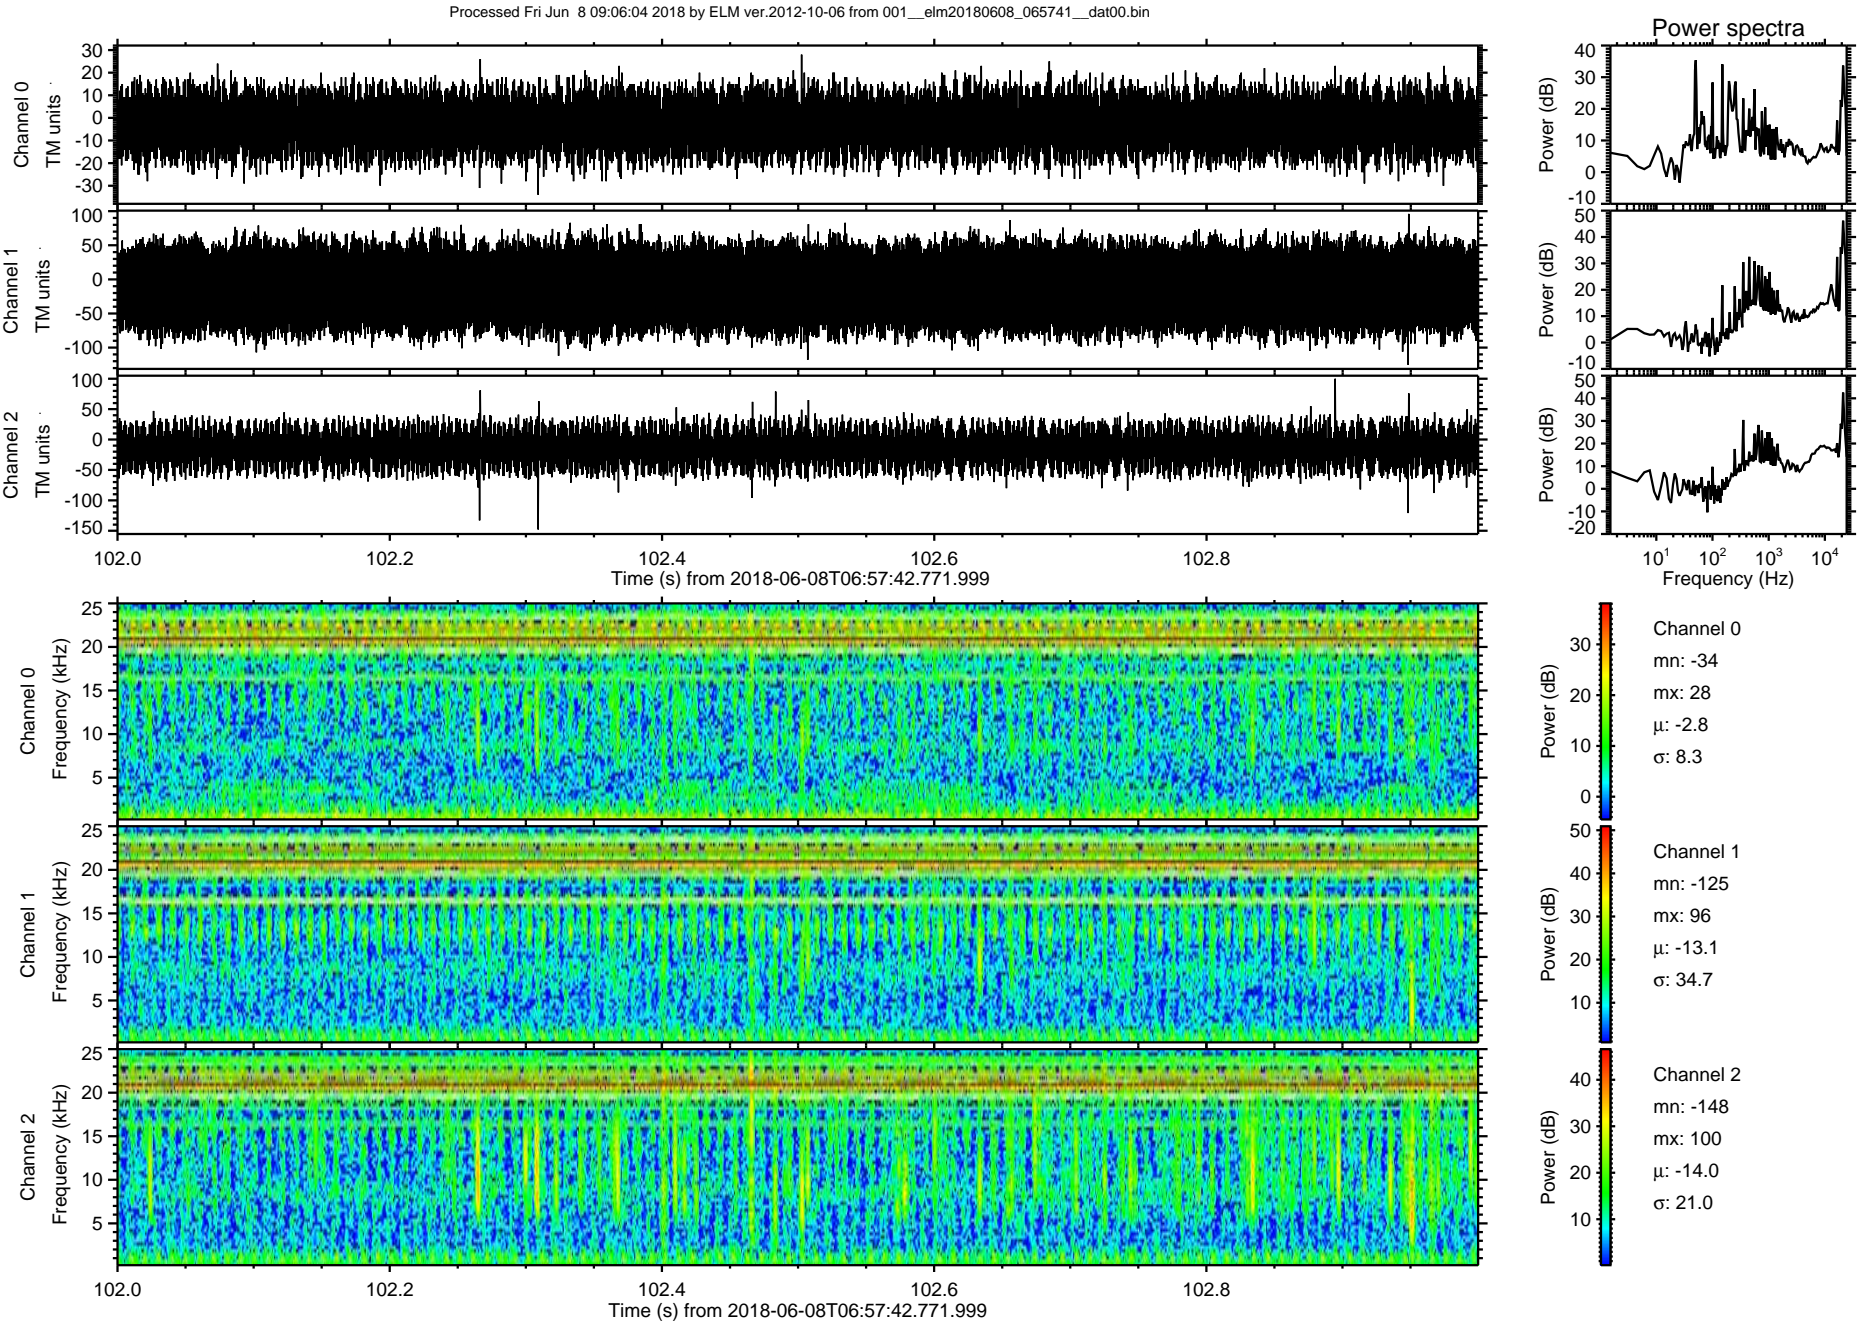 Processed Fri Jun  8 09:06:04 2018 by ELM ver.2012-10-06 from 001__elm20180608_065741__dat00.bin
Power spectra
Channel 0
TM units
30
20
10
0
-10
-20
-30
Power (dB)
40
30
20
10
0
-10
Channel 1
TM units
100
50
0
-50
-100
Power (dB)
50
40
30
20
10
0
-10
Channel 2
TM units
100
50
0
-50
-100
-150
Power (dB)
50
40
30
20
10
0
-10
-20
102.0 102.2 102.4 102.6 102.8
Time (s) from 2018-06-08T06:57:42.771.999
10^1 10^2 10^3 10^4
Frequency (Hz)
Channel 0
Frequency (kHz)
25
20
15
10
5
Power (dB)
30
20
10
0
Channel 0
mn: -34
mx: 28
μ: -2.8
σ: 8.3
Channel 1
Frequency (kHz)
25
20
15
10
5
Power (dB)
50
40
30
20
10
Channel 1
mn: -125
mx: 96
μ: -13.1
σ: 34.7
Channel 2
Frequency (kHz)
25
20
15
10
5
Power (dB)
40
30
20
10
Channel 2
mn: -148
mx: 100
μ: -14.0
σ: 21.0
102.0 102.2 102.4 102.6 102.8
Time (s) from 2018-06-08T06:57:42.771.999